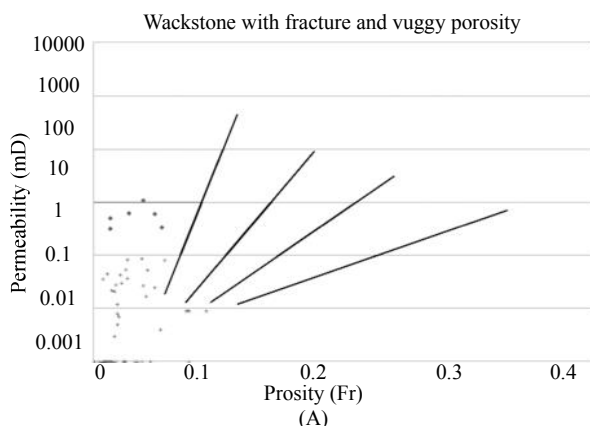 Wackstone with fracture and vuggy porosity
10000
1000
100
10
1
0.1
0.01
0.001
Permeability (mD)
0 0.1 0.2 0.3 0.4
Prosity (Fr)
(A)